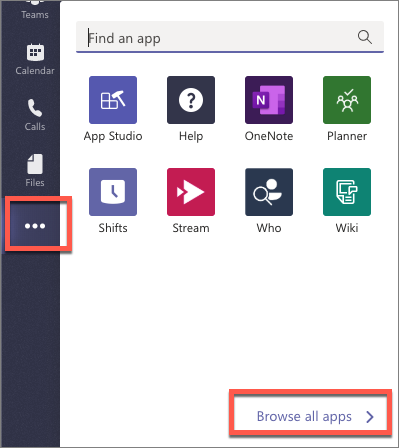 Teams
Calendar
Calls
Files
Find an app
App Studio
Help
OneNote
Planner
Shifts
Stream
Who
Wiki
Browse all apps